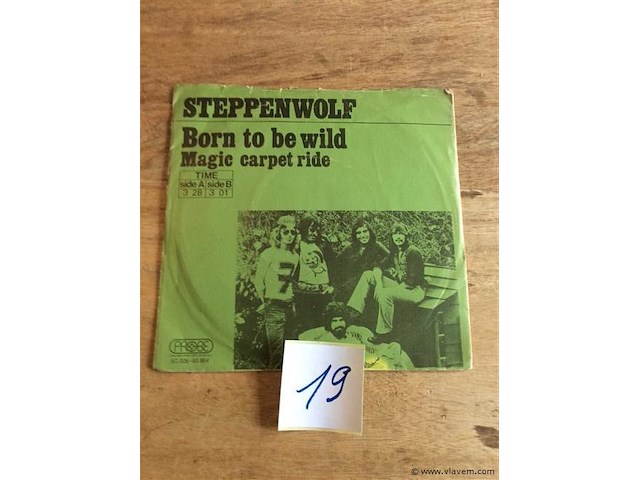 STEPPENWOLF
Born to be wild
Magic carpet ride
TIME
side A side B
3 28 3 01
PROBE
19
© www.vlavem.com